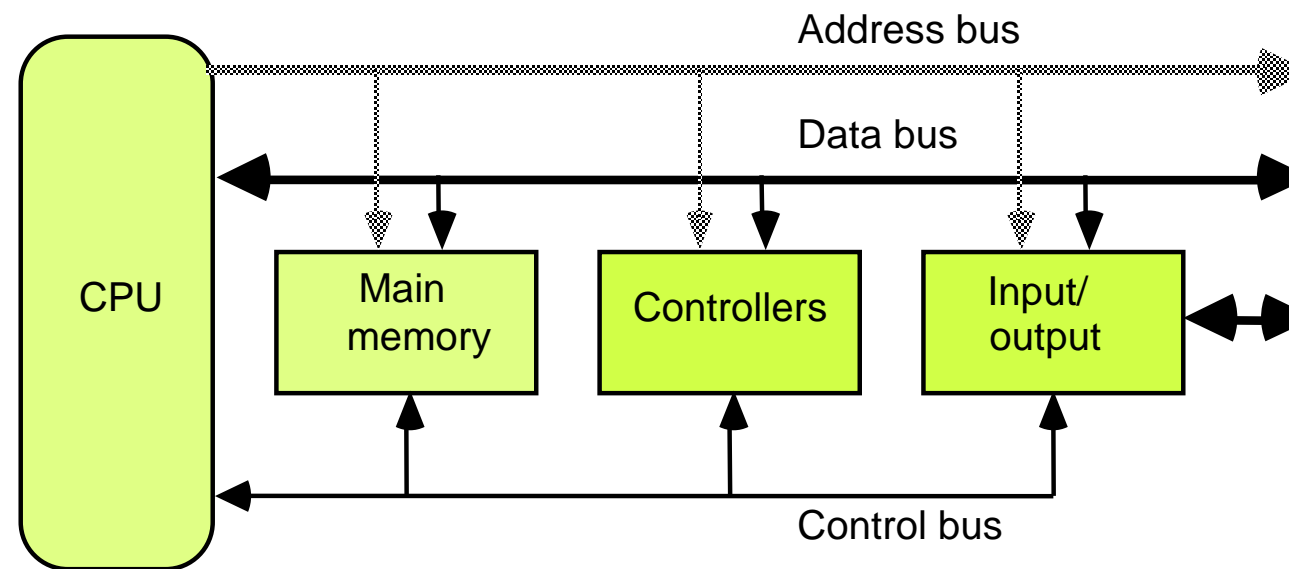 Address bus
Data bus
CPU
Main
memory
Controllers
Input/
output
Control bus